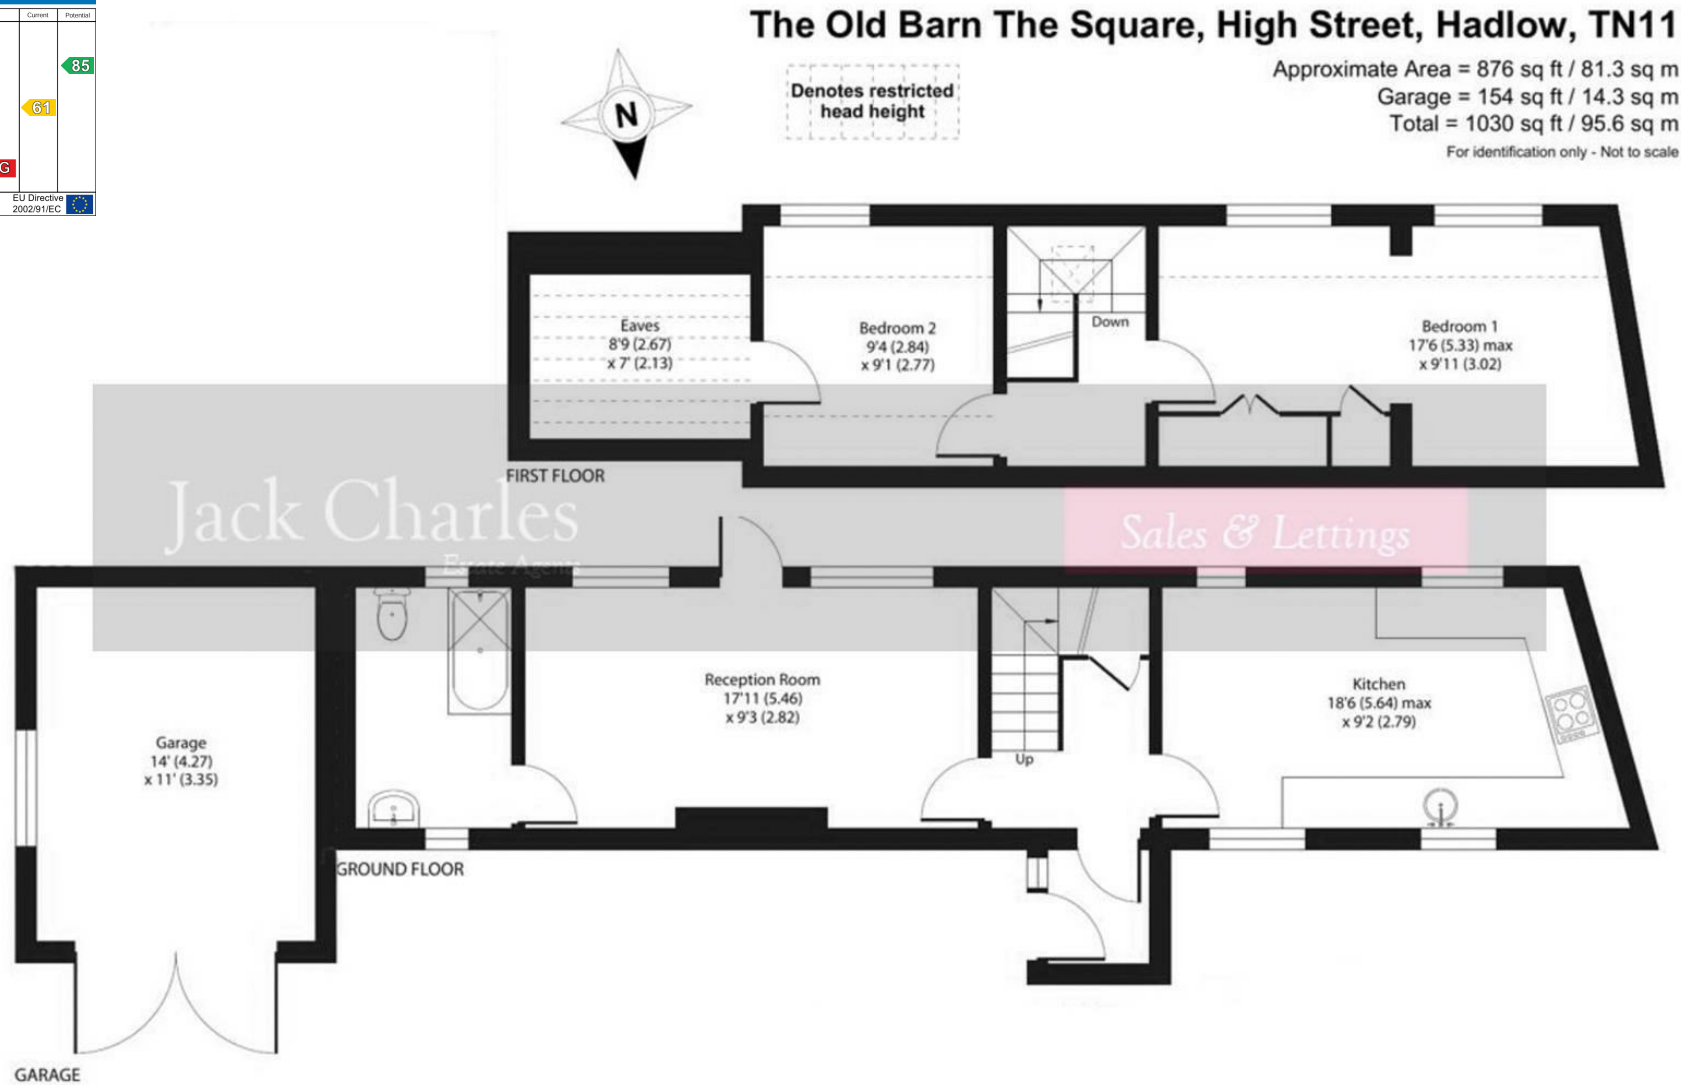 Current Potential
85
61
G
EU Directive
2002/91/EC
The Old Barn The Square, High Street, Hadlow, TN11
Approximate Area = 876 sq ft / 81.3 sq m
Garage = 154 sq ft / 14.3 sq m
Total = 1030 sq ft / 95.6 sq m
For identification only - Not to scale
Denotes restricted
head height
N
Eaves
8'9 (2.67)
x 7' (2.13)
Bedroom 2
9'4 (2.84)
x 9'1 (2.77)
Down
Bedroom 1
17'6 (5.33) max
x 9'11 (3.02)
FIRST FLOOR
Jack Charles
Estate Agents
Sales & Lettings
Garage
14' (4.27)
x 11' (3.35)
Reception Room
17'11 (5.46)
x 9'3 (2.82)
Up
Kitchen
18'6 (5.64) max
x 9'2 (2.79)
GROUND FLOOR
GARAGE